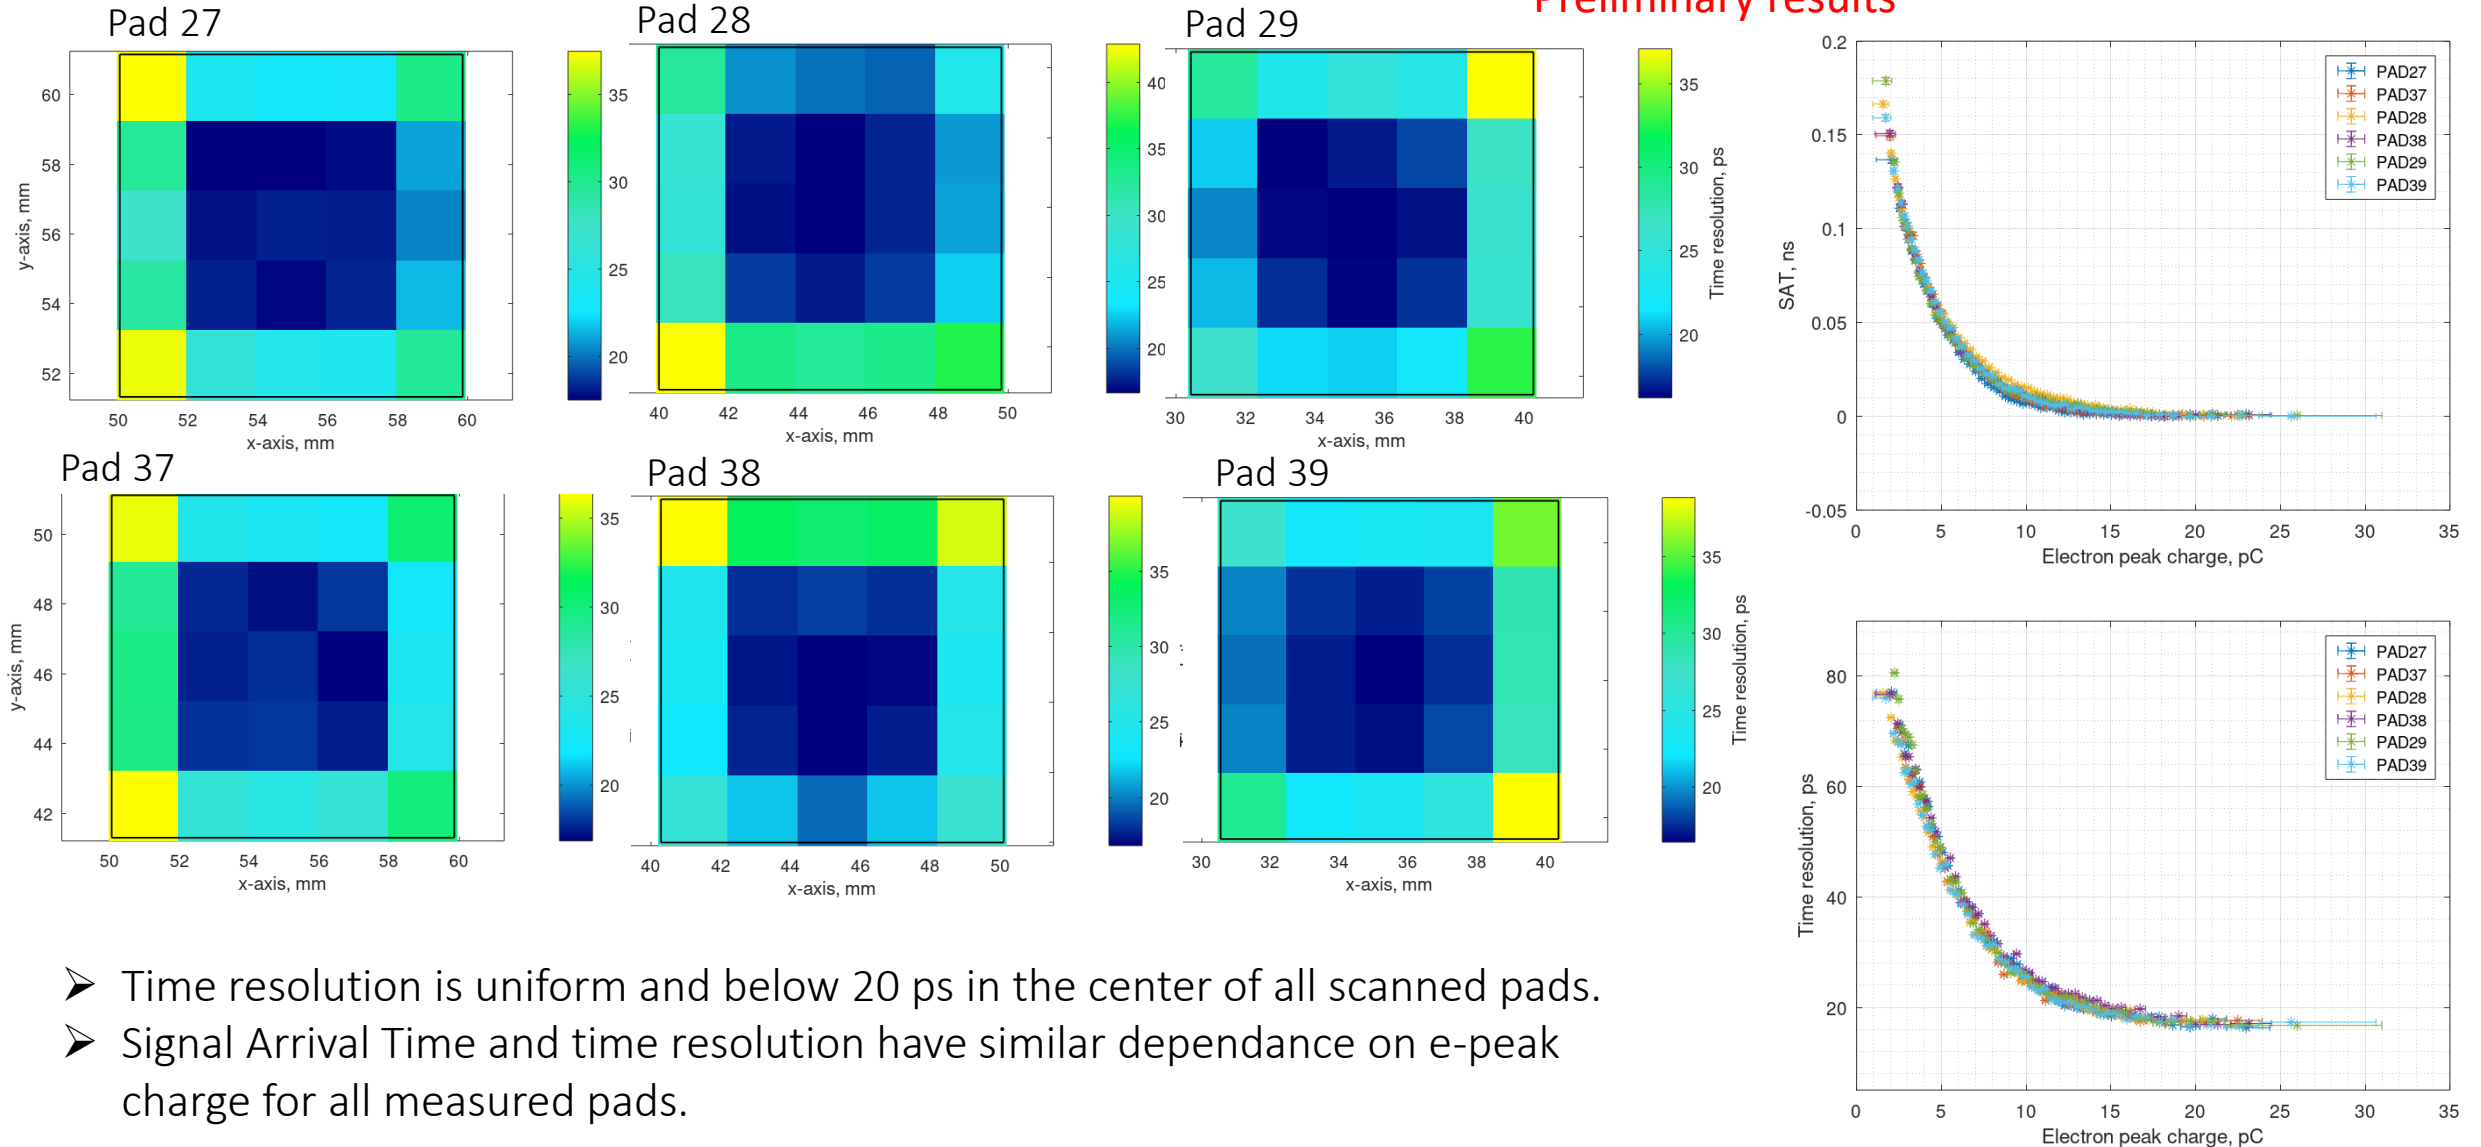 Preliminary results
Pad 27
Pad 28
Pad 29
60
58
56
54
52
y-axis, mm
50 52 54 56 58 60
x-axis, mm
35
30
25
20
40 42 44 46 48 50
x-axis, mm
40
35
30
25
20
30 32 34 36 38 40
x-axis, mm
35
30
25
20
Time resolution, ps
0.2
0.15
0.1
0.05
0
-0.05
SAT, ns
0 5 10 15 20 25 30 35
Electron peak charge, pC
PAD27
PAD37
PAD28
PAD38
PAD29
PAD39
Pad 37
Pad 38
Pad 39
50
48
46
44
42
y-axis, mm
50 52 54 56 58 60
x-axis, mm
35
30
25
20
40 42 44 46 48 50
x-axis, mm
35
30
25
20
30 32 34 36 38 40
x-axis, mm
35
30
25
20
Time resolution, ps
80
60
40
20
Time resolution, ps
0 5 10 15 20 25 30 35
Electron peak charge, pC
PAD27
PAD37
PAD28
PAD38
PAD29
PAD39
➢ Time resolution is uniform and below 20 ps in the center of all scanned pads.
➢ Signal Arrival Time and time resolution have similar dependance on e-peak
charge for all measured pads.